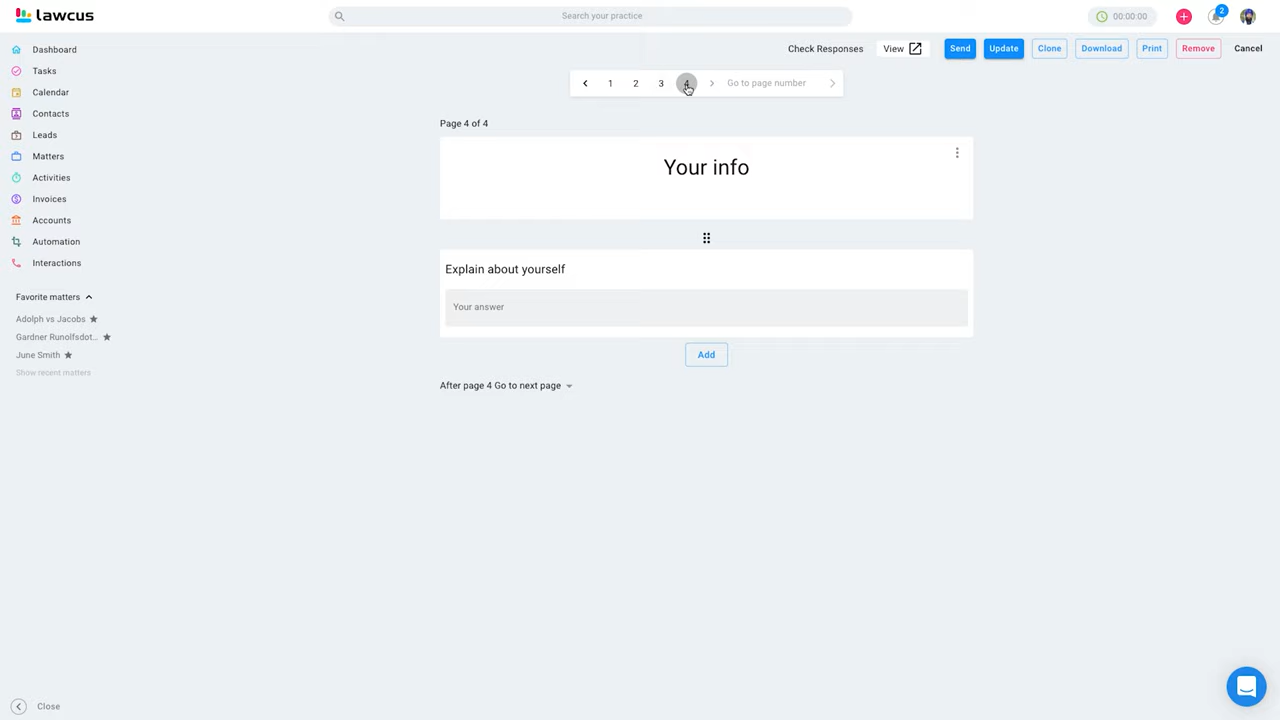 lawcus
Search your practice
00:00:00
2
Dashboard
Tasks
Calendar
Contacts
Leads
Matters
Activities
Invoices
Accounts
Automation
Interactions
Favorite matters
Adolph vs Jacobs
Gardner Runolfsdot...
June Smith
Show recent matters
Close
Check Responses
View
Send
Update
Clone
Download
Print
Remove
Cancel
1 2 3 4 Go to page number
Page 4 of 4
Your info
Explain about yourself
Your answer
Add
After page 4 Go to next page